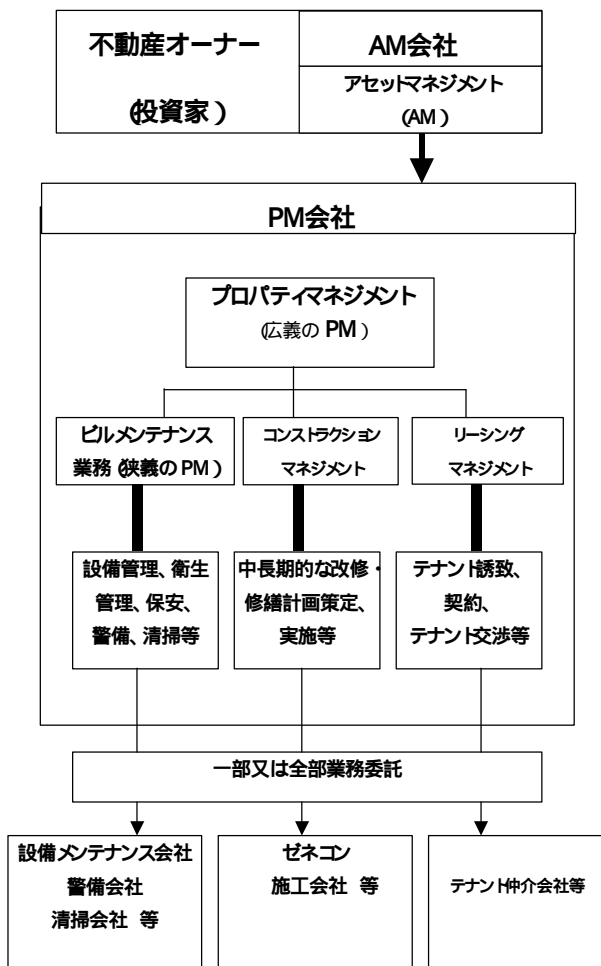 不動産オーナー
(投資家)
AM会社
アセットマネジメント
(AM)
PM会社
プロパティマネジメント
(広義の PM)
ビルメンテナンス
業務(狭義の PM)
コンストラクション
マネジメント
リーシング
マネジメント
設備管理、衛生
管理、保安、
警備、清掃等
中長期的な改修・
修繕計画策定、
実施等
テナント誘致、
契約、
テナント交渉等
一部又は全部業務委託
設備メンテナンス会社
警備会社
清掃会社 等
ゼネコン
施工会社 等
テナント仲介会社等